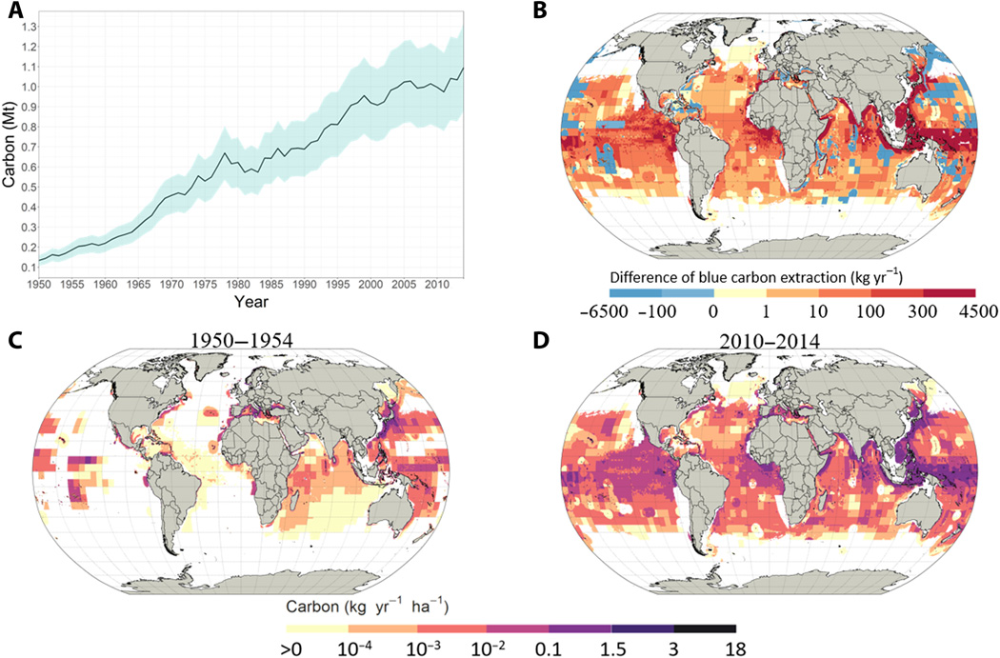 A
Carbon (Mt)
1.3
1.2
1.1
1.0
0.9
0.8
0.7
0.6
0.5
0.4
0.3
0.2
0.1
1950 1955 1960 1965 1970 1975 1980 1985 1990 1995 2000 2005 2010
Year
B
Difference of blue carbon extraction (kg yr⁻¹)
−6500 −100 0 1 10 100 300 4500
C
1950−1954
D
2010−2014
Carbon (kg yr⁻¹ ha⁻¹)
>0 10⁻⁴ 10⁻³ 10⁻² 0.1 1.5 3 18